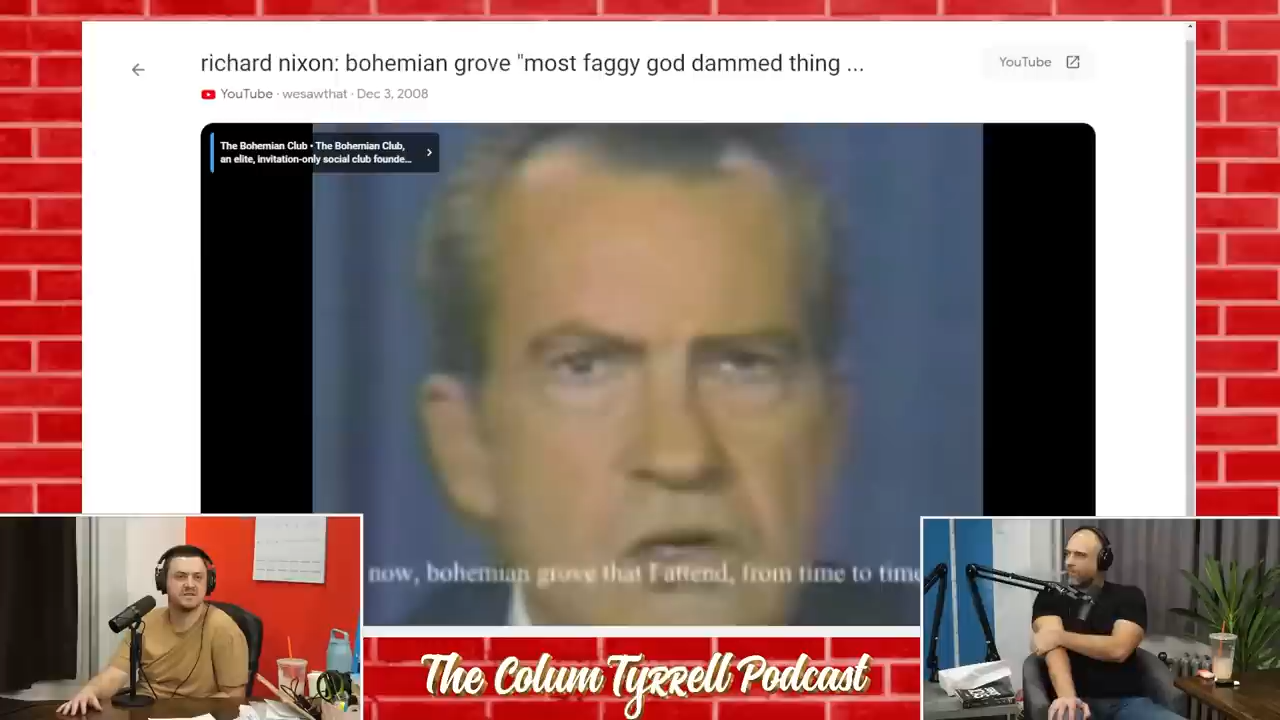 richard nixon: bohemian grove "most faggy god dammed thing ...
YouTube
YouTube · wesawthat · Dec 3, 2008
The Bohemian Club • The Bohemian Club,
an elite, invitation-only social club founde...
now, bohemian grove that I attend, from time to time
The Colum Tyrrell Podcast